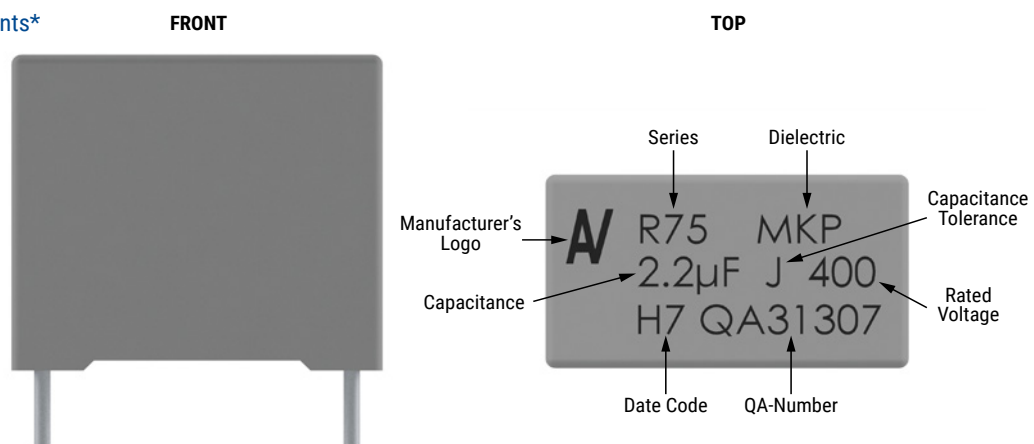 nts*
FRONT
TOP
Series
Dielectric
Capacitance
Tolerance
Manufacturer's
Logo
R75 MKP
2.2µF J 400
H7 QA31307
Capacitance
Rated
Voltage
Date Code
QA-Number